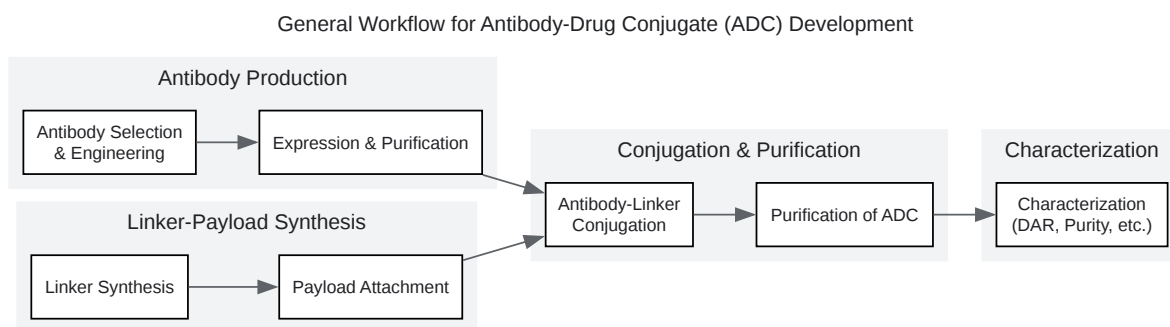 General Workflow for Antibody-Drug Conjugate (ADC) Development
Antibody Production
Antibody Selection
& Engineering
Expression & Purification
Linker-Payload Synthesis
Linker Synthesis
Payload Attachment
Conjugation & Purification
Antibody-Linker
Conjugation
Purification of ADC
Characterization
Characterization
(DAR, Purity, etc.)